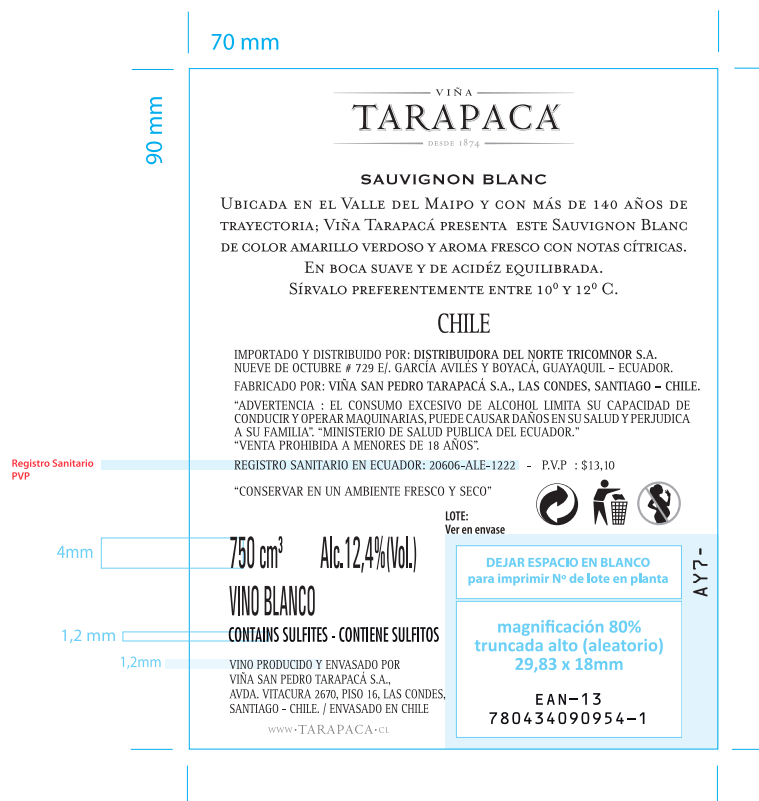 70 mm
90 mm
VIÑA
TARAPACÁ
DESDE 1874
SAUVIGNON BLANC
UBICADA EN EL VALLE DEL MAIPO Y CON MÁS DE 140 AÑOS DE
TRAYECTORIA; VIÑA TARAPACÁ PRESENTA ESTE SAUVIGNON BLANC
DE COLOR AMARILLO VERDOSO Y AROMA FRESCO CON NOTAS CÍTRICAS.
EN BOCA SUAVE Y DE ACIDÉZ EQUILIBRADA.
SÍRVALO PREFERENTEMENTE ENTRE 10º Y 12º C.
CHILE
IMPORTADO Y DISTRIBUIDO POR: DISTRIBUIDORA DEL NORTE TRICOMNOR S.A.
NUEVE DE OCTUBRE # 729 E/. GARCÍA AVILÉS Y BOYACÁ, GUAYAQUIL – ECUADOR.
FABRICADO POR: VIÑA SAN PEDRO TARAPACÁ S.A., LAS CONDES, SANTIAGO – CHILE.
“ADVERTENCIA : EL CONSUMO EXCESIVO DE ALCOHOL LIMITA SU CAPACIDAD DE
CONDUCIR Y OPERAR MAQUINARIAS, PUEDE CAUSAR DAÑOS EN SU SALUD Y PERJUDICA
A SU FAMILIA”. “MINISTERIO DE SALUD PUBLICA DEL ECUADOR.”
“VENTA PROHIBIDA A MENORES DE 18 AÑOS”.
Registro Sanitario
PVP
REGISTRO SANITARIO EN ECUADOR: 20606-ALE-1222 - P.V.P : $13,10
“CONSERVAR EN UN AMBIENTE FRESCO Y SECO”
LOTE:
Ver en envase
4mm
750 cm³ Alc.12,4%(Vol.)
VINO BLANCO
1,2 mm
CONTAINS SULFITES - CONTIENE SULFITOS
1,2mm
VINO PRODUCIDO Y ENVASADO POR
VIÑA SAN PEDRO TARAPACÁ S.A.,
AVDA. VITACURA 2670, PISO 16, LAS CONDES,
SANTIAGO - CHILE. / ENVASADO EN CHILE
WWW·TARAPACA·CL
DEJAR ESPACIO EN BLANCO
para imprimir Nº de lote en planta
AY7-
magnificación 80%
truncada alto (aleatorio)
29,83 x 18mm
EAN-13
780434090954-1